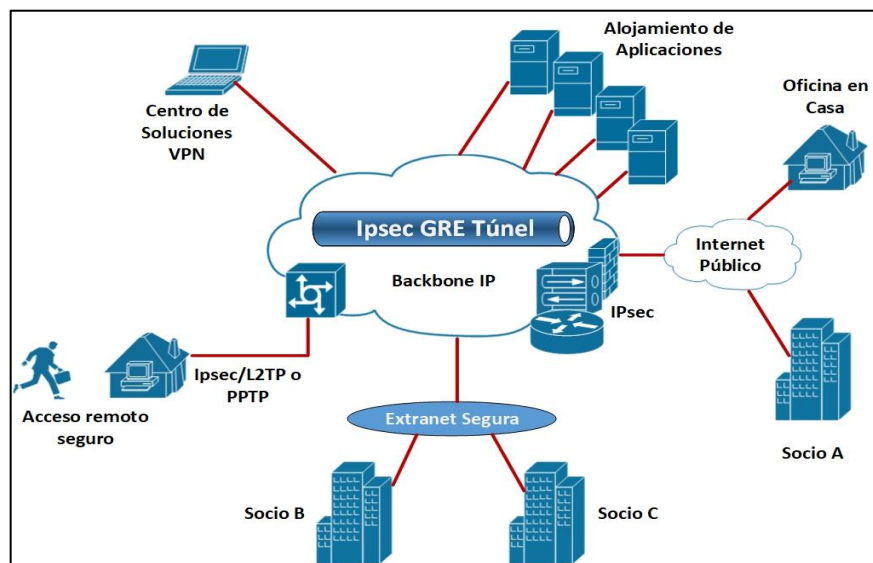 Alojamiento de
Aplicaciones
Oficina en
Casa
Centro de
Soluciones
VPN
Ipsec GRE Túnel
Internet
Público
Backbone IP
IPsec
Ipsec/L2TP o
PPTP
Acceso remoto
seguro
Extranet Segura
Socio A
Socio B
Socio C